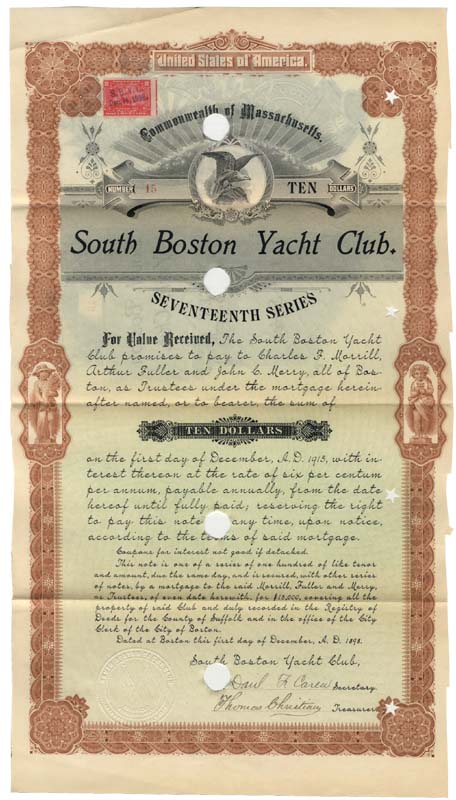 United States of America.
Commonwealth of Massachusetts.
NUMBER 15 TEN DOLLARS
South Boston Yacht Club.
SEVENTEENTH SERIES
For Value Received, The South Boston Yacht
Club promises to pay to Charles F. Morrill,
Arthur Fuller and John C. Merry, all of Bos-
ton, as Trustees under the mortgage herein
after named, or to bearer the sum of
TEN DOLLARS
on the first day of December, A.D. 1913, with in-
terest thereon at the rate of six per centum
per annum, payable annually, from the date
hereof until fully paid; reserving the right
to pay this note at any time, upon notice,
according to the terms of said mortgage.
Coupons for interest not good if detached.
This note is one of a series of one hundred of like tenor
and amount, due the same day, and is secured, with other series
of notes, by a mortgage to the said Morrill, Fuller and Merry,
as Trustees, of even date herewith, for $10,000, covering all the
property of said Club and duly recorded in the Registry of
Deeds for the County of Suffolk and in the office of the City
Clerk of the City of Boston.
Dated at Boston this first day of December, A.D. 1898.
South Boston Yacht Club,
Secretary.
Thomas Christian Treasurer